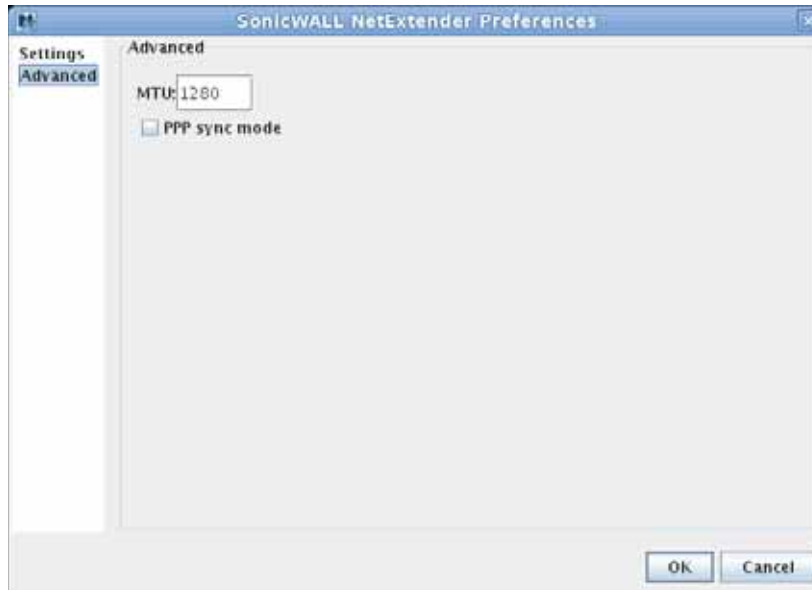 SonicWALL NetExtender Preferences
Settings
Advanced
Advanced
MTU: 1280
PPP sync mode
OK
Cancel